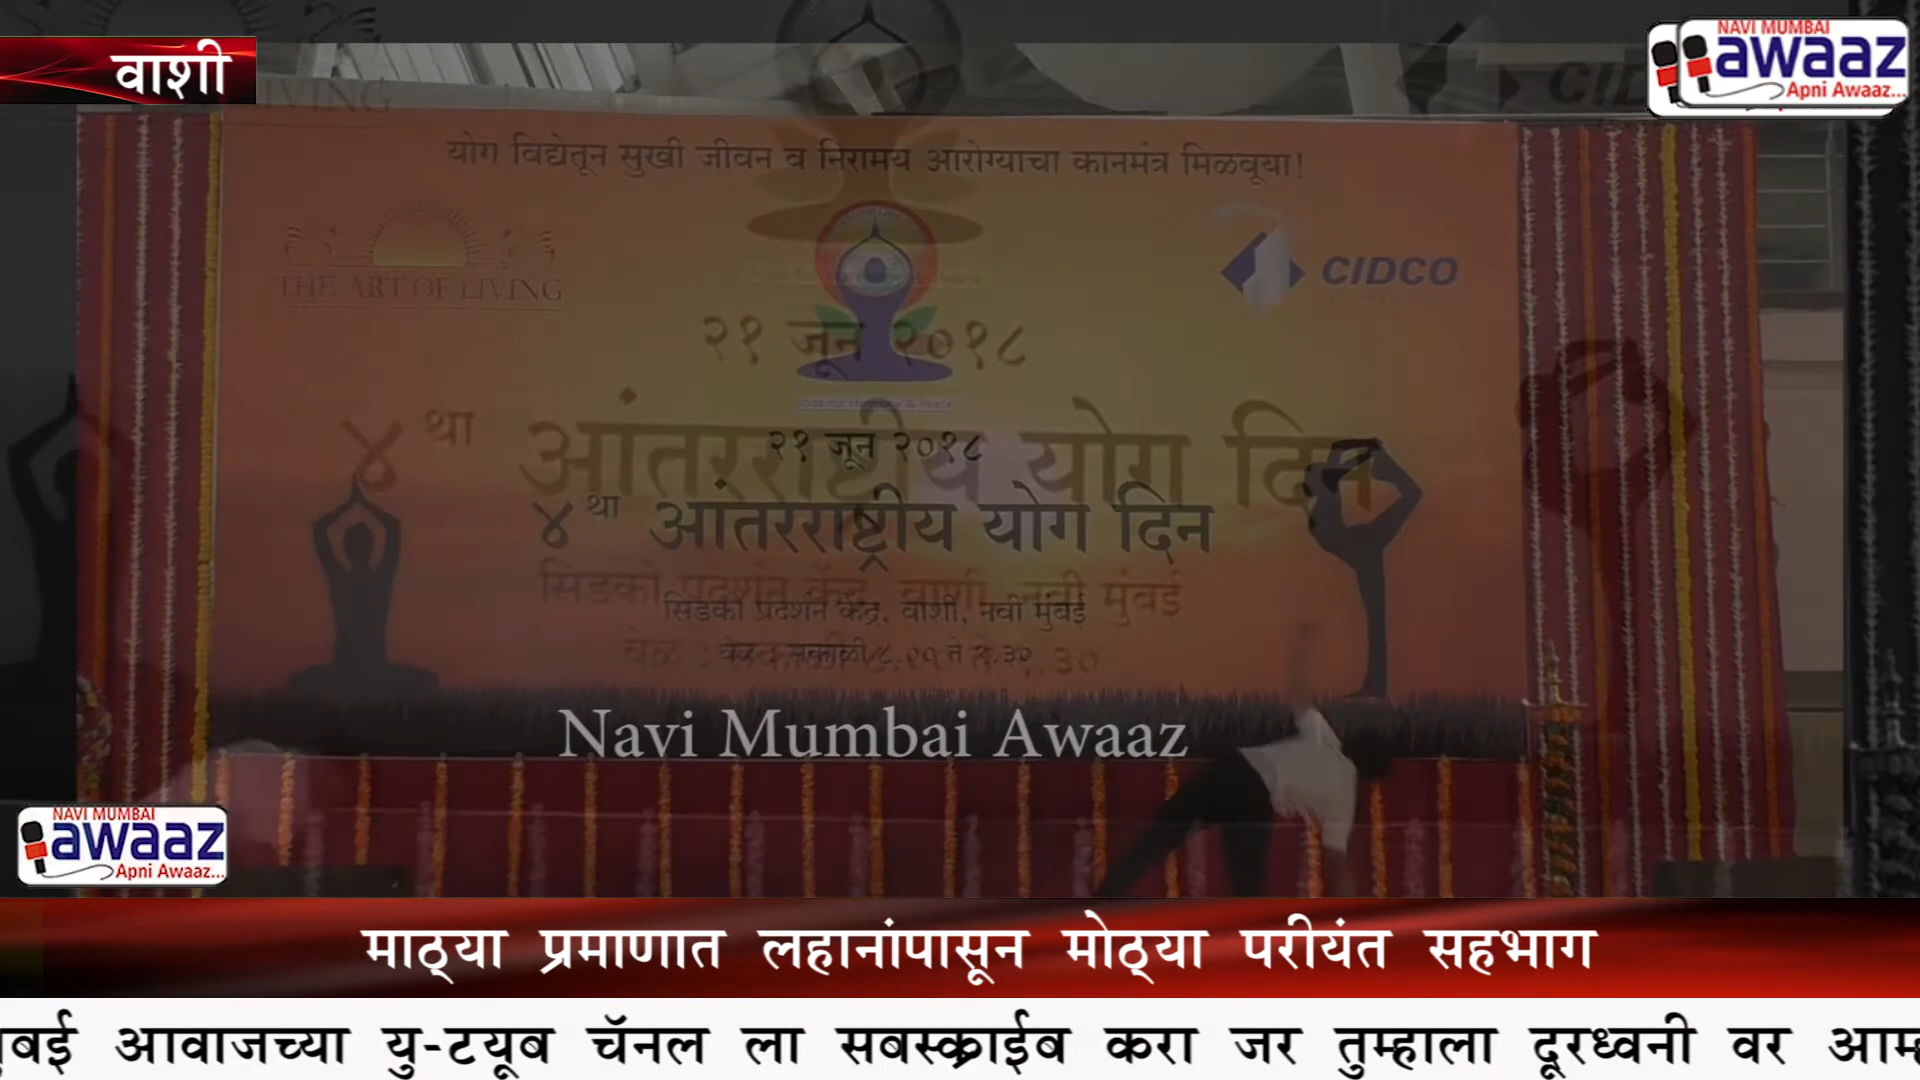 वाशी
NAVI MUMBAI
awaaz
Apni Awaaz...
योग विद्येतून सुखी जीवन व निरामय आरोग्याचा कानमंत्र मिळवूया!
THE ART OF LIVING
CIDCO
२१ जून २०१८
२१ जून २०१८
४था आंतरराष्ट्रीय योग दिन
४था आंतरराष्ट्रीय योग दिन
सिडको प्रदर्शन केंद्र, वाशी, नवी मुंबई
सिडको प्रदर्शन केंद्र, वाशी, नवी मुंबई
Navi Mumbai Awaaz
NAVI MUMBAI
awaaz
Apni Awaaz...
माठ्या प्रमाणात लहानांपासून मोठ्या परीयंत सहभाग
आवाजच्या यु-टयूब चॅनल ला सबस्क्राईब करा जर तुम्हाला दूरध्वनी वर